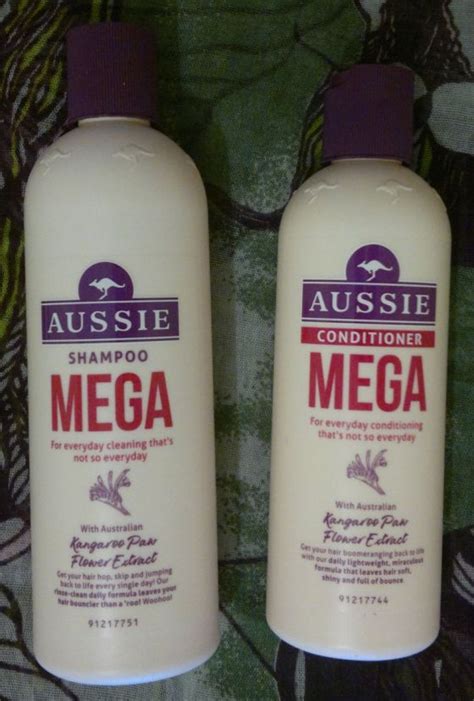 AUSSIE
SHAMPOO
MEGA
For everyday cleaning that's
not so everyday
With Australian
Kangaroo Paw
Flower Extract
Get your hair hop, skip and jumping
back to life every single day! Our
rinse-clean daily formula leaves your
hair bouncier than a 'roo! Woohoo!
91217751
AUSSIE
CONDITIONER
MEGA
For everyday conditioning
that's not so everyday
With Australian
Kangaroo Paw
Flower Extract
Get your hair boomeranging back to life
with our daily lightweight, miraculous
formula that leaves hair soft,
shiny and full of bounce.
91217744